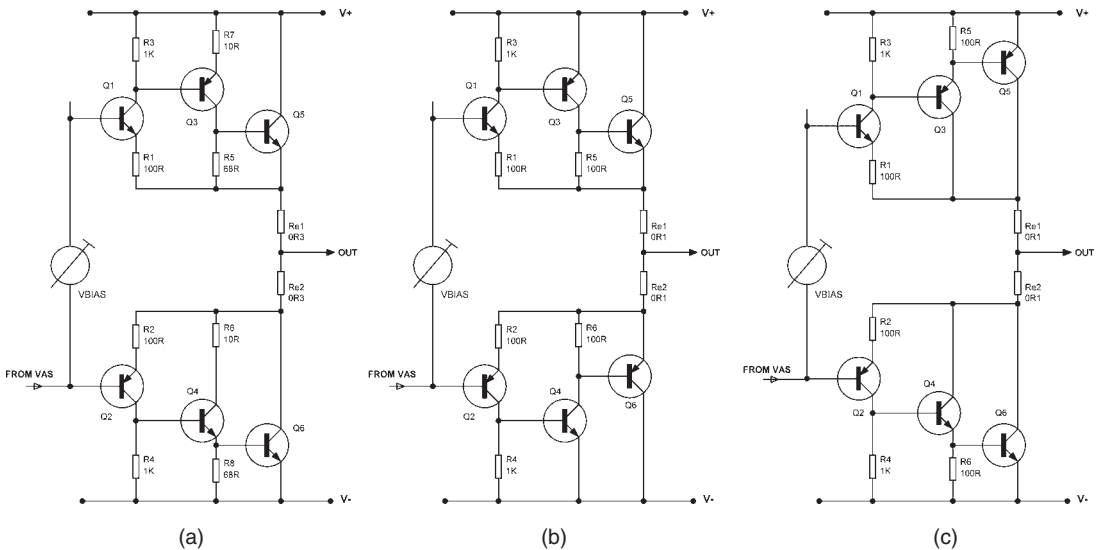 V+
R3
1K
R7
10R
Q1
Q3
Q5
R1
100R
R5
68R
Re1
0R3
OUT
Re2
0R3
VBIAS
R2
100R
R6
10R
FROM VAS
Q4
Q2
Q6
R4
1K
R8
68R
V-
(a)
V+
R3
1K
Q1
Q5
Q3
R1
100R
R5
100R
Re1
0R1
OUT
Re2
0R1
VBIAS
R2
100R
R6
100R
FROM VAS
Q4
Q2
Q6
R4
1K
V-
(b)
V+
R5
100R
R3
1K
Q1
Q5
Q3
R1
100R
Re1
0R1
OUT
Re2
0R1
VBIAS
R2
100R
FROM VAS
Q4
Q2
Q6
R4
1K
R6
100R
V-
(c)